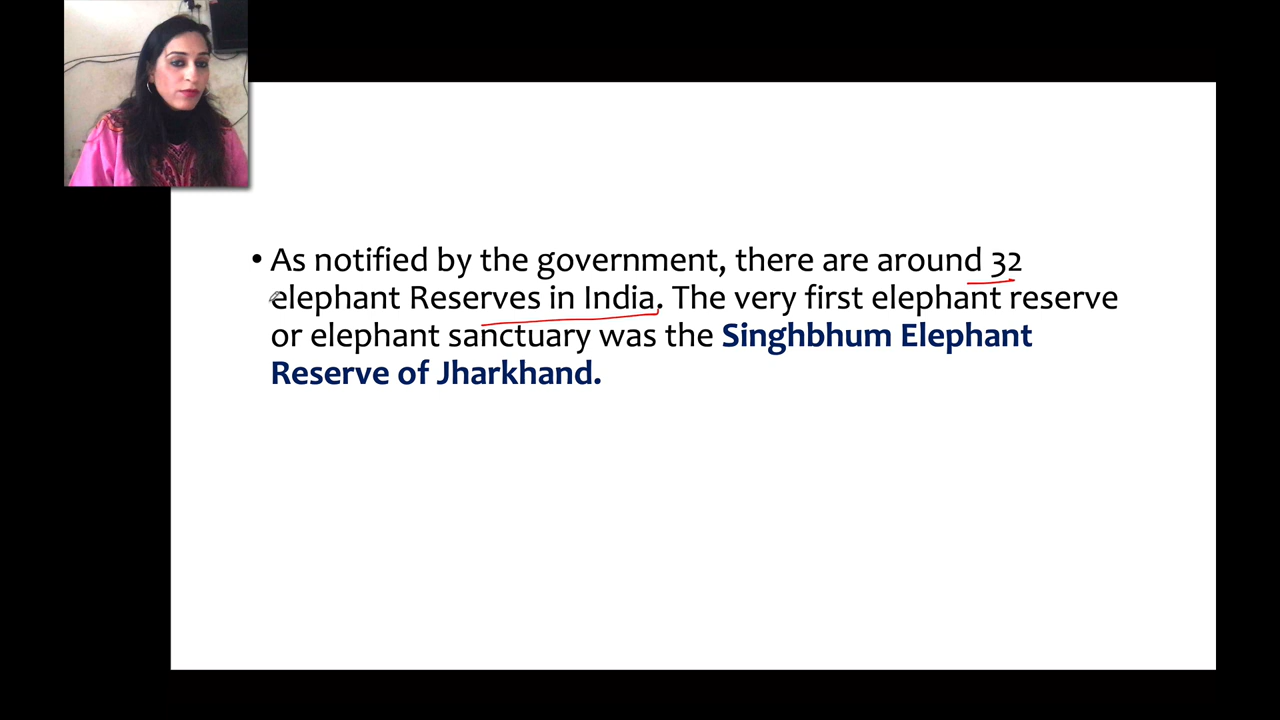 • As notified by the government, there are around 32
elephant Reserves in India. The very first elephant reserve
or elephant sanctuary was the Singhbhum Elephant
Reserve of Jharkhand.